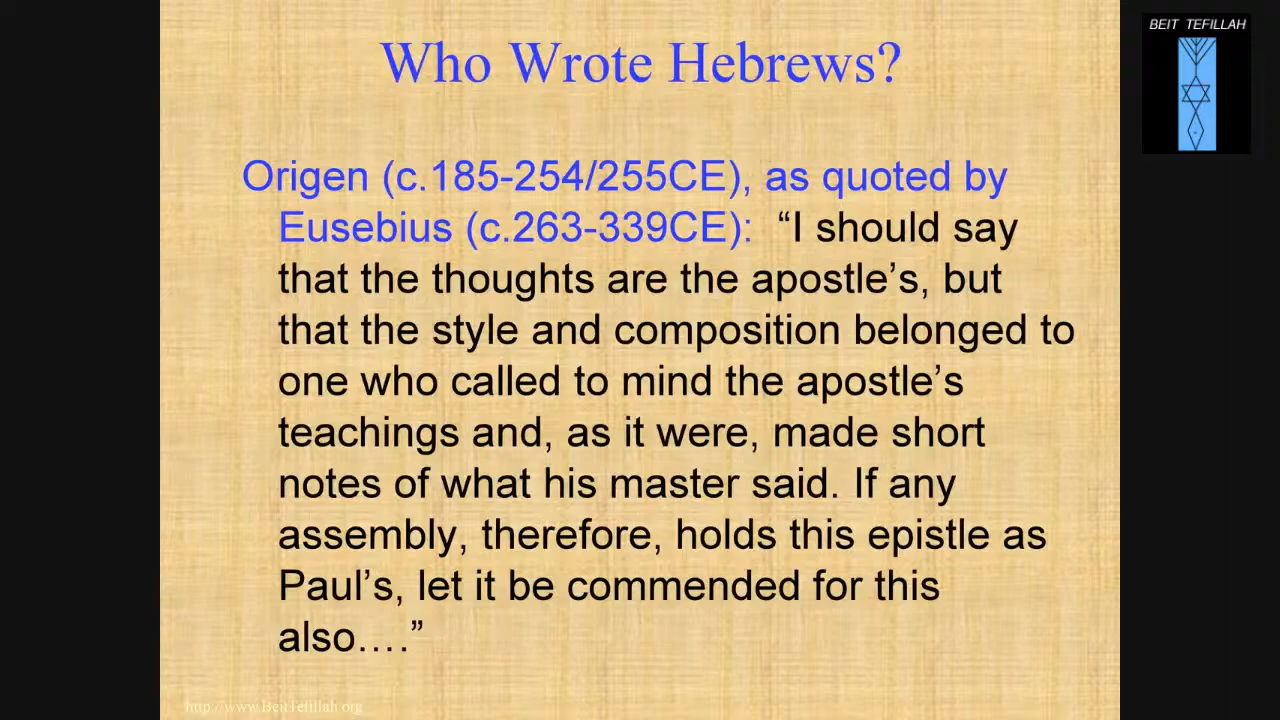 BEIT TEFILLAH
Who Wrote Hebrews?
Origen (c.185-254/255CE), as quoted by
Eusebius (c.263-339CE): “I should say
that the thoughts are the apostle’s, but
that the style and composition belonged to
one who called to mind the apostle’s
teachings and, as it were, made short
notes of what his master said. If any
assembly, therefore, holds this epistle as
Paul’s, let it be commended for this
also….”
http://www.BeitTefillah.org